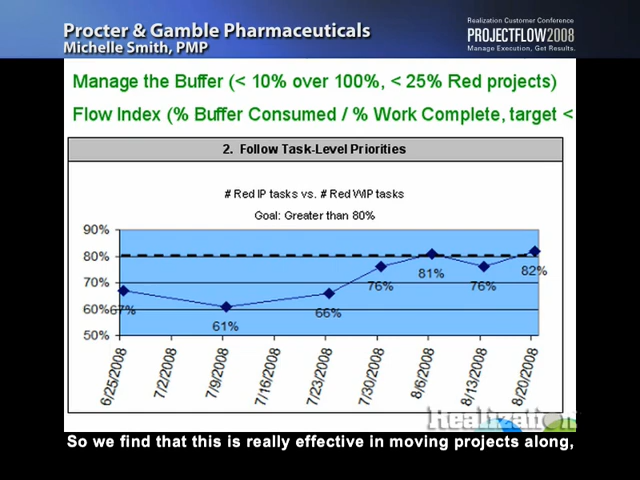 Procter & Gamble Pharmaceuticals
Michelle Smith, PMP
Realization Customer Conference
PROJECTFLOW2008
Manage Execution, Get Results.
Manage the Buffer (< 10% over 100%, < 25% Red projects)
Flow Index (% Buffer Consumed / % Work Complete, target <
2. Follow Task-Level Priorities
# Red IP tasks vs. # Red WIP tasks
Goal: Greater than 80%
90%
80%
70%
60%
50%
67%
61%
66%
76%
81%
76%
82%
6/25/2008
7/2/2008
7/9/2008
7/16/2008
7/23/2008
7/30/2008
8/6/2008
8/13/2008
8/20/2008
Realization
So we find that this is really effective in moving projects along,